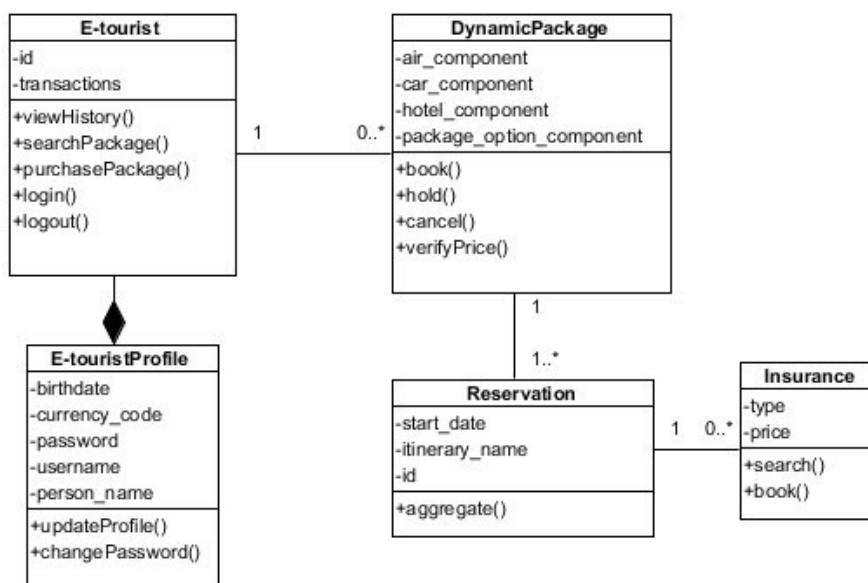 E-tourist
-id
-transactions
+viewHistory()
+searchPackage()
+purchasePackage()
+login()
+logout()
1
0..*
DynamicPackage
-air_component
-car_component
-hotel_component
-package_option_component
+book()
+hold()
+cancel()
+verifyPrice()
1
1..*
E-touristProfile
-birthdate
-currency_code
-password
-username
-person_name
+updateProfile()
+changePassword()
Reservation
-start_date
-itinerary_name
-id
+aggregate()
1
0..*
Insurance
-type
-price
+search()
+book()